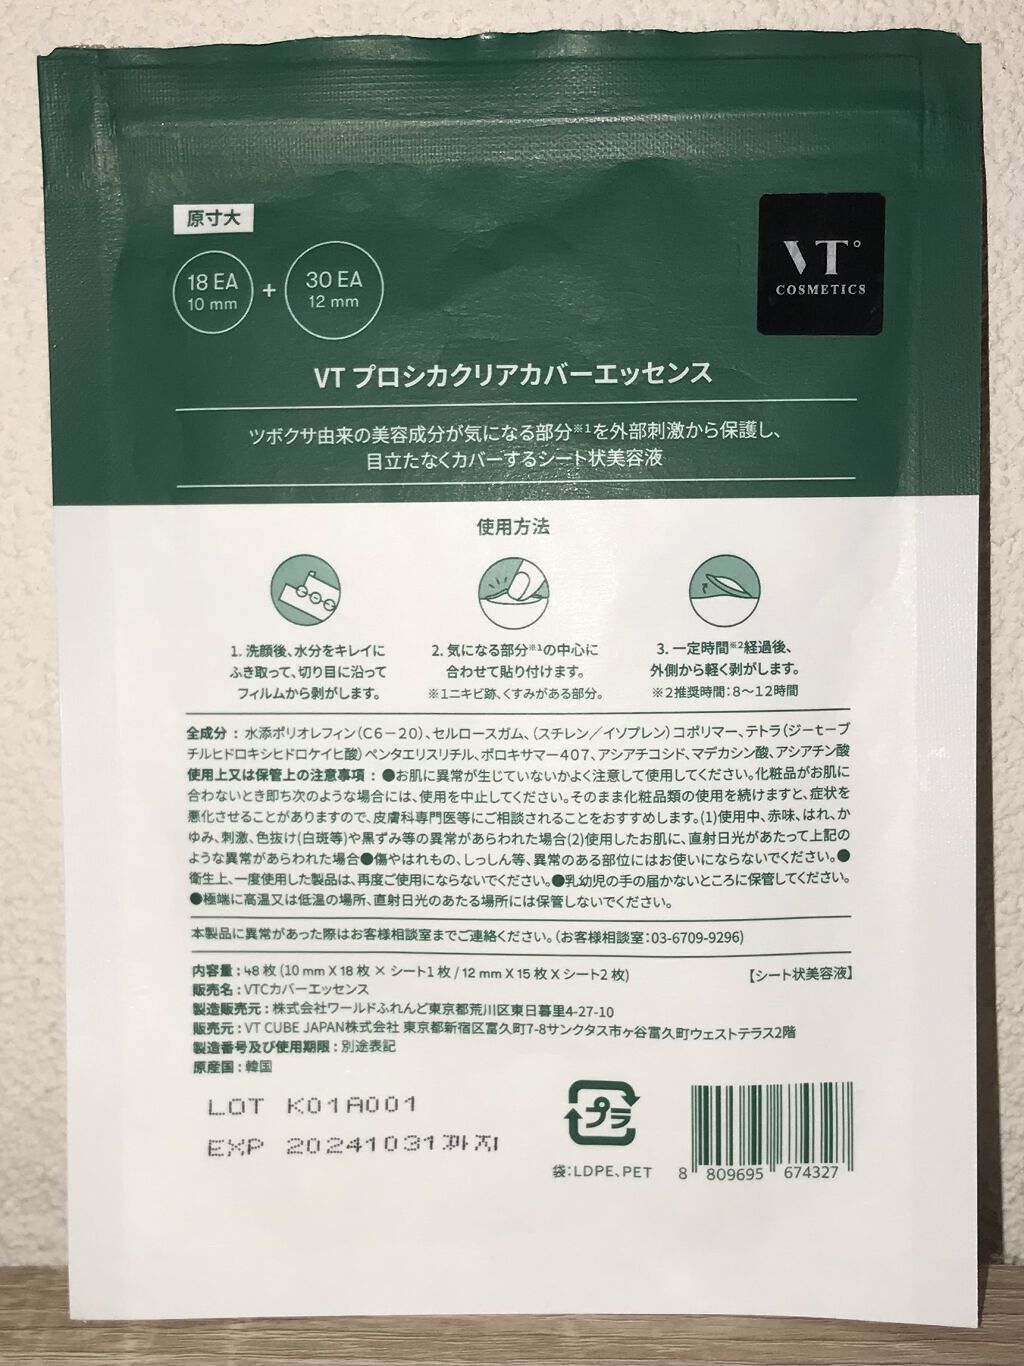 原寸大
18 EA
10 mm
+
30 EA
12 mm
VT°
COSMETICS
VT プロシカクリアカバーエッセンス
ツボクサ由来の美容成分が気になる部分※1を外部刺激から保護し、
目立たなくカバーするシート状美容液
使用方法
1. 洗顔後、水分をキレイに
ふき取って、切り目に沿って
フィルムから剥がします。
2. 気になる部分※1の中心に
合わせて貼り付けます。
※1ニキビ跡、くすみがある部分。
3. 一定時間※2経過後、
外側から軽く剥がします。
※2推奨時間:8〜12時間
全成分 : 水添ポリオレフィン(C6-20)、セルロースガム、(スチレン/イソプレン)コポリマー、テトラ(ジーセーブ
チルヒドロキシヒドロケイヒ酸)ペンタエリスリチル、ポロキサマー407、アシアチコシド、マデカシン酸、アシアチン酸
使用上又は保管上の注意事項 : ●お肌に異常が生じていないかよく注意して使用してください。化粧品がお肌に
合わないとき即ち次のような場合には、使用を中止してください。そのまま化粧品類の使用を続けますと、症状を
悪化させることがありますので、皮膚科専門医等にご相談されることをおすすめします。(1)使用中、赤味、はれ、か
ゆみ、刺激、色抜け(白斑等)や黒ずみ等の異常があらわれた場合(2)使用したお肌に、直射日光があたって上記の
ような異常があらわれた場合●傷やはれもの、しっしん等、異常のある部位にはお使いにならないでください。●
衛生上、一度使用した製品は、再度ご使用にならないでください。●乳幼児の手の届かないところに保管してください。
●極端に高温又は低温の場所、直射日光のあたる場所には保管しないでください。
本製品に異常があった際はお客様相談室までご連絡ください。(お客様相談室:03-6709-9296)
内容量 : 48枚 (10 mm X 18枚 × シート1枚 / 12 mm X 15枚 X シート2枚)
【シート状美容液】
販売名 : VTCカバーエッセンス
製造販売元 : 株式会社ワールドふれんど東京都荒川区東日暮里4-27-10
販売元 : VT CUBE JAPAN株式会社 東京都新宿区富久町7-8サンクタス市ヶ谷富久町ウェストテラス2階
製造番号及び使用期限 : 別途表記
原産国 : 韓国
LOT K01A001
EXP 20241031까지
プラ
袋:LDPE、PET
8 809695 674327